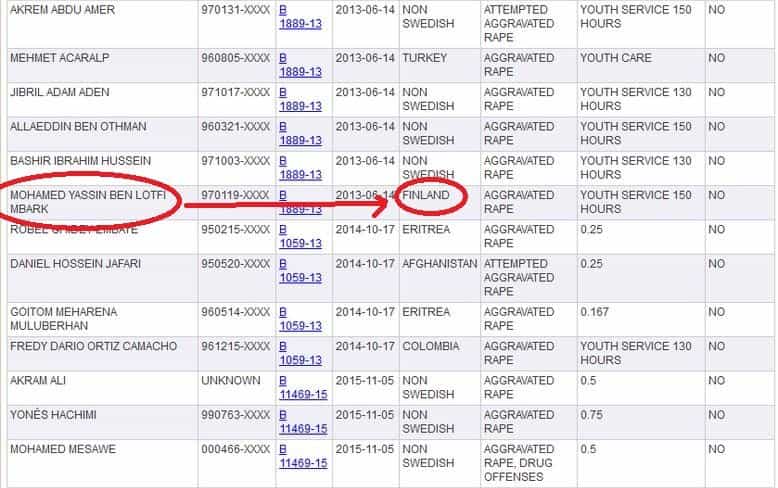 AKREM ABDU AMER 970131-XXXX B 2013-06-14 NON ATTEMPTED YOUTH SERVICE 150 NO
1889-13 SWEDISH AGGRAVATED HOURS
RAPE
MEHMET ACARALP 960805-XXXX B 2013-06-14 TURKEY AGGRAVATED YOUTH CARE NO
1889-13 RAPE
JIBRIL ADAM ADEN 971017-XXXX B 2013-06-14 NON AGGRAVATED YOUTH SERVICE 130 NO
1889-13 SWEDISH RAPE HOURS
ALLAEDDIN BEN OTHMAN 960321-XXXX B 2013-06-14 NON AGGRAVATED YOUTH SERVICE 150 NO
1889-13 SWEDISH RAPE HOURS
BASHIR IBRAHIM HUSSEIN 971003-XXXX B 2013-06-14 NON AGGRAVATED YOUTH SERVICE 130 NO
1889-13 SWEDISH RAPE HOURS
MOHAMED YASSIN BEN LOTFI 970119-XXXX B 2013-06-14 FINLAND AGGRAVATED YOUTH SERVICE 150 NO
MBARK 1889-13 RAPE HOURS
ROBEL 950215-XXXX B 2014-10-17 ERITREA AGGRAVATED 0.25 NO
1059-13 RAPE
DANIEL HOSSEIN JAFARI 950520-XXXX B 2014-10-17 AFGHANISTAN ATTEMPTED 0.25 NO
1059-13 AGGRAVATED
RAPE
GOITOM MEHARENA 960514-XXXX B 2014-10-17 ERITREA AGGRAVATED 0.167 NO
MULUBERHAN 1059-13 RAPE
FREDY DARIO ORTIZ CAMACHO 961215-XXXX B 2014-10-17 COLOMBIA AGGRAVATED YOUTH SERVICE 130 NO
1059-13 RAPE HOURS
AKRAM ALI UNKNOWN B 2015-11-05 NON AGGRAVATED 0.5 NO
11469-15 SWEDISH RAPE
YONÉS HACHIMI 990763-XXXX B 2015-11-05 NON AGGRAVATED 0.75 NO
11469-15 SWEDISH RAPE
MOHAMED MESAWE 000466-XXXX B 2015-11-05 NON AGGRAVATED 0.5 NO
11469-15 SWEDISH RAPE, DRUG
OFFENSES